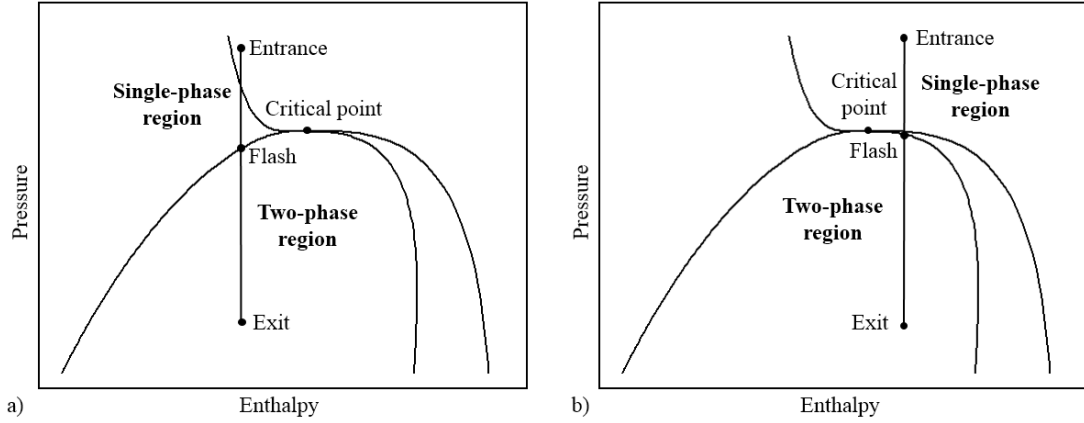 Entrance
Single-phase
region
Critical point
Flash
Two-phase
region
Exit
Pressure
Enthalpy
a)
Entrance
Critical
point
Single-phase
region
Flash
Two-phase
region
Exit
Pressure
Enthalpy
b)